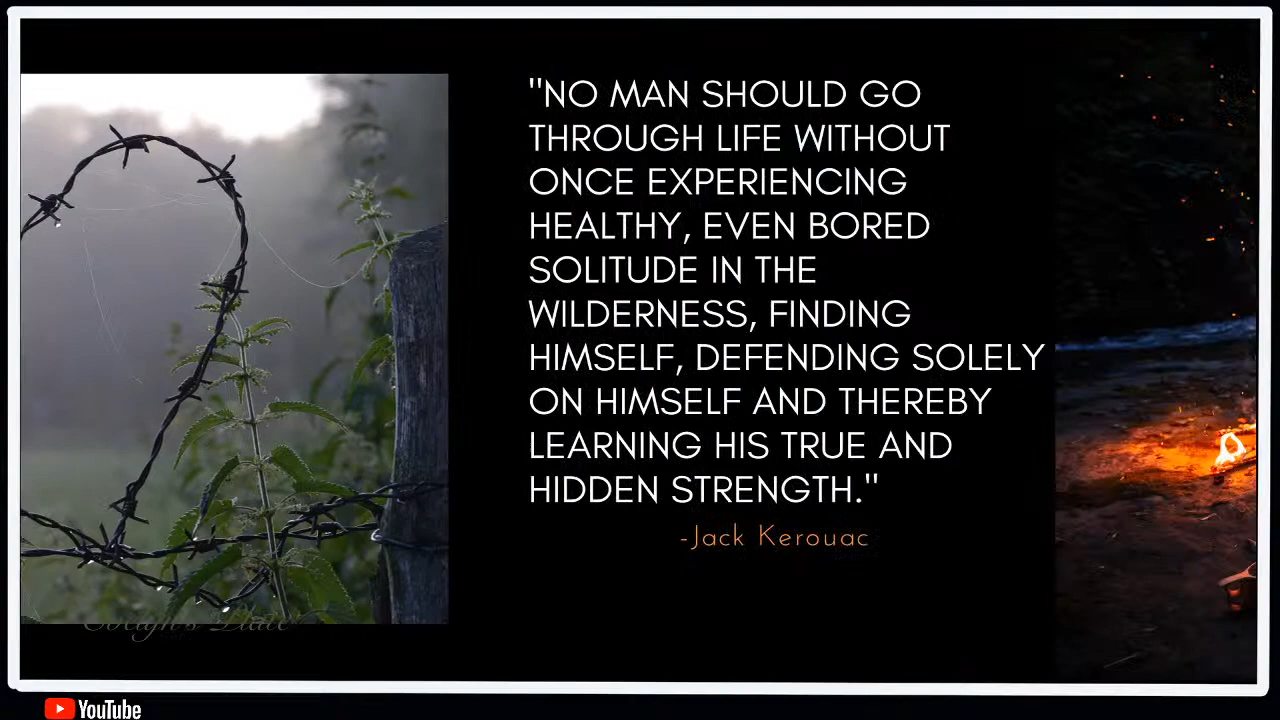 "NO MAN SHOULD GO
THROUGH LIFE WITHOUT
ONCE EXPERIENCING
HEALTHY, EVEN BORED
SOLITUDE IN THE
WILDERNESS, FINDING
HIMSELF, DEFENDING SOLELY
ON HIMSELF AND THEREBY
LEARNING HIS TRUE AND
HIDDEN STRENGTH."
-Jack Kerouac
YouTube